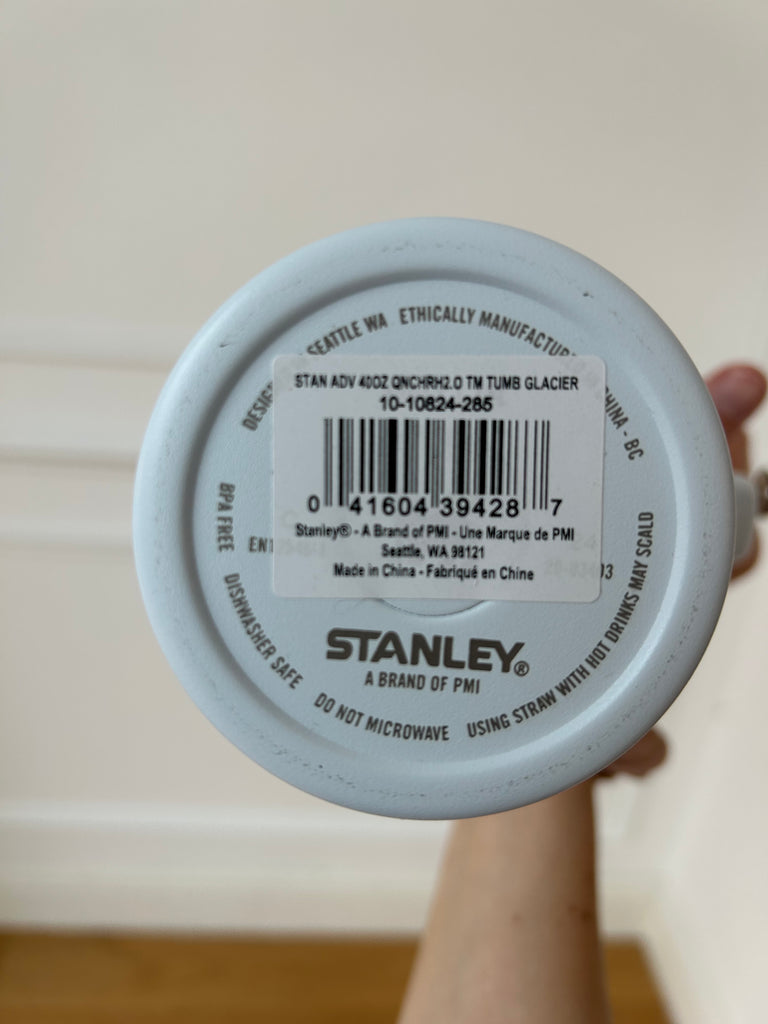 DESIG SEATTLE WA ETHICALLY MANUFACTUR CHINA - BC
STAN ADV 40OZ QNCHRH2.O TM TUMB GLACIER
10-10824-285
0 41604 39428 7
Stanley® - A Brand of PMI - Une Marque de PMI
Seattle, WA 98121
Made in China - Fabriqué en Chine
STANLEY®
A BRAND OF PMI
BPA FREE DISHWASHER SAFE DO NOT MICROWAVE USING STRAW WITH HOT DRINKS MAY SCALD